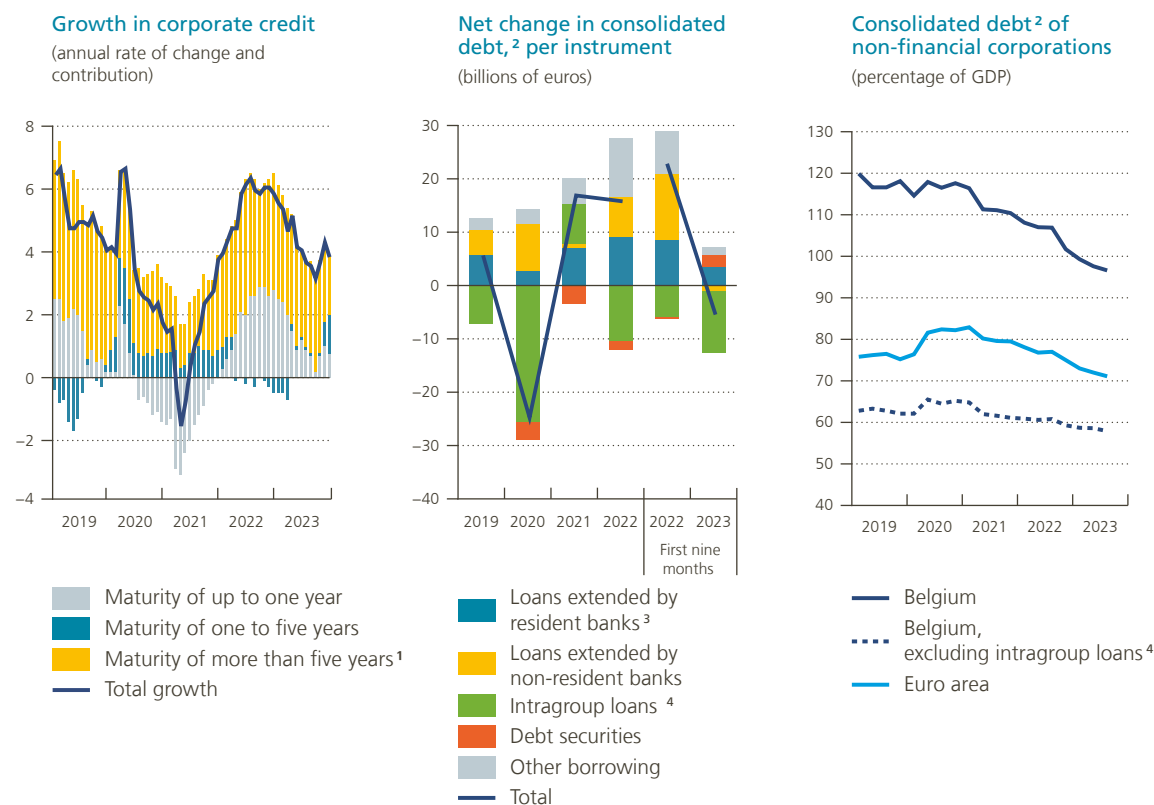 Growth in corporate credit
(annual rate of change and
contribution)
8
6
4
2
0
−2
−4
2019 2020 2021 2022 2023
Maturity of up to one year
Maturity of one to five years
Maturity of more than five years ¹
Total growth
Net change in consolidated
debt,² per instrument
(billions of euros)
30
20
10
0
−10
−20
−30
−40
2019 2020 2021 2022 2022 2023
First nine
months
Loans extended by
resident banks ³
Loans extended by
non-resident banks
Intragroup loans ⁴
Debt securities
Other borrowing
Total
Consolidated debt ² of
non-financial corporations
(percentage of GDP)
130
120
110
100
90
80
70
60
50
40
2019 2020 2021 2022 2023
Belgium
Belgium,
excluding intragroup loans ⁴
Euro area